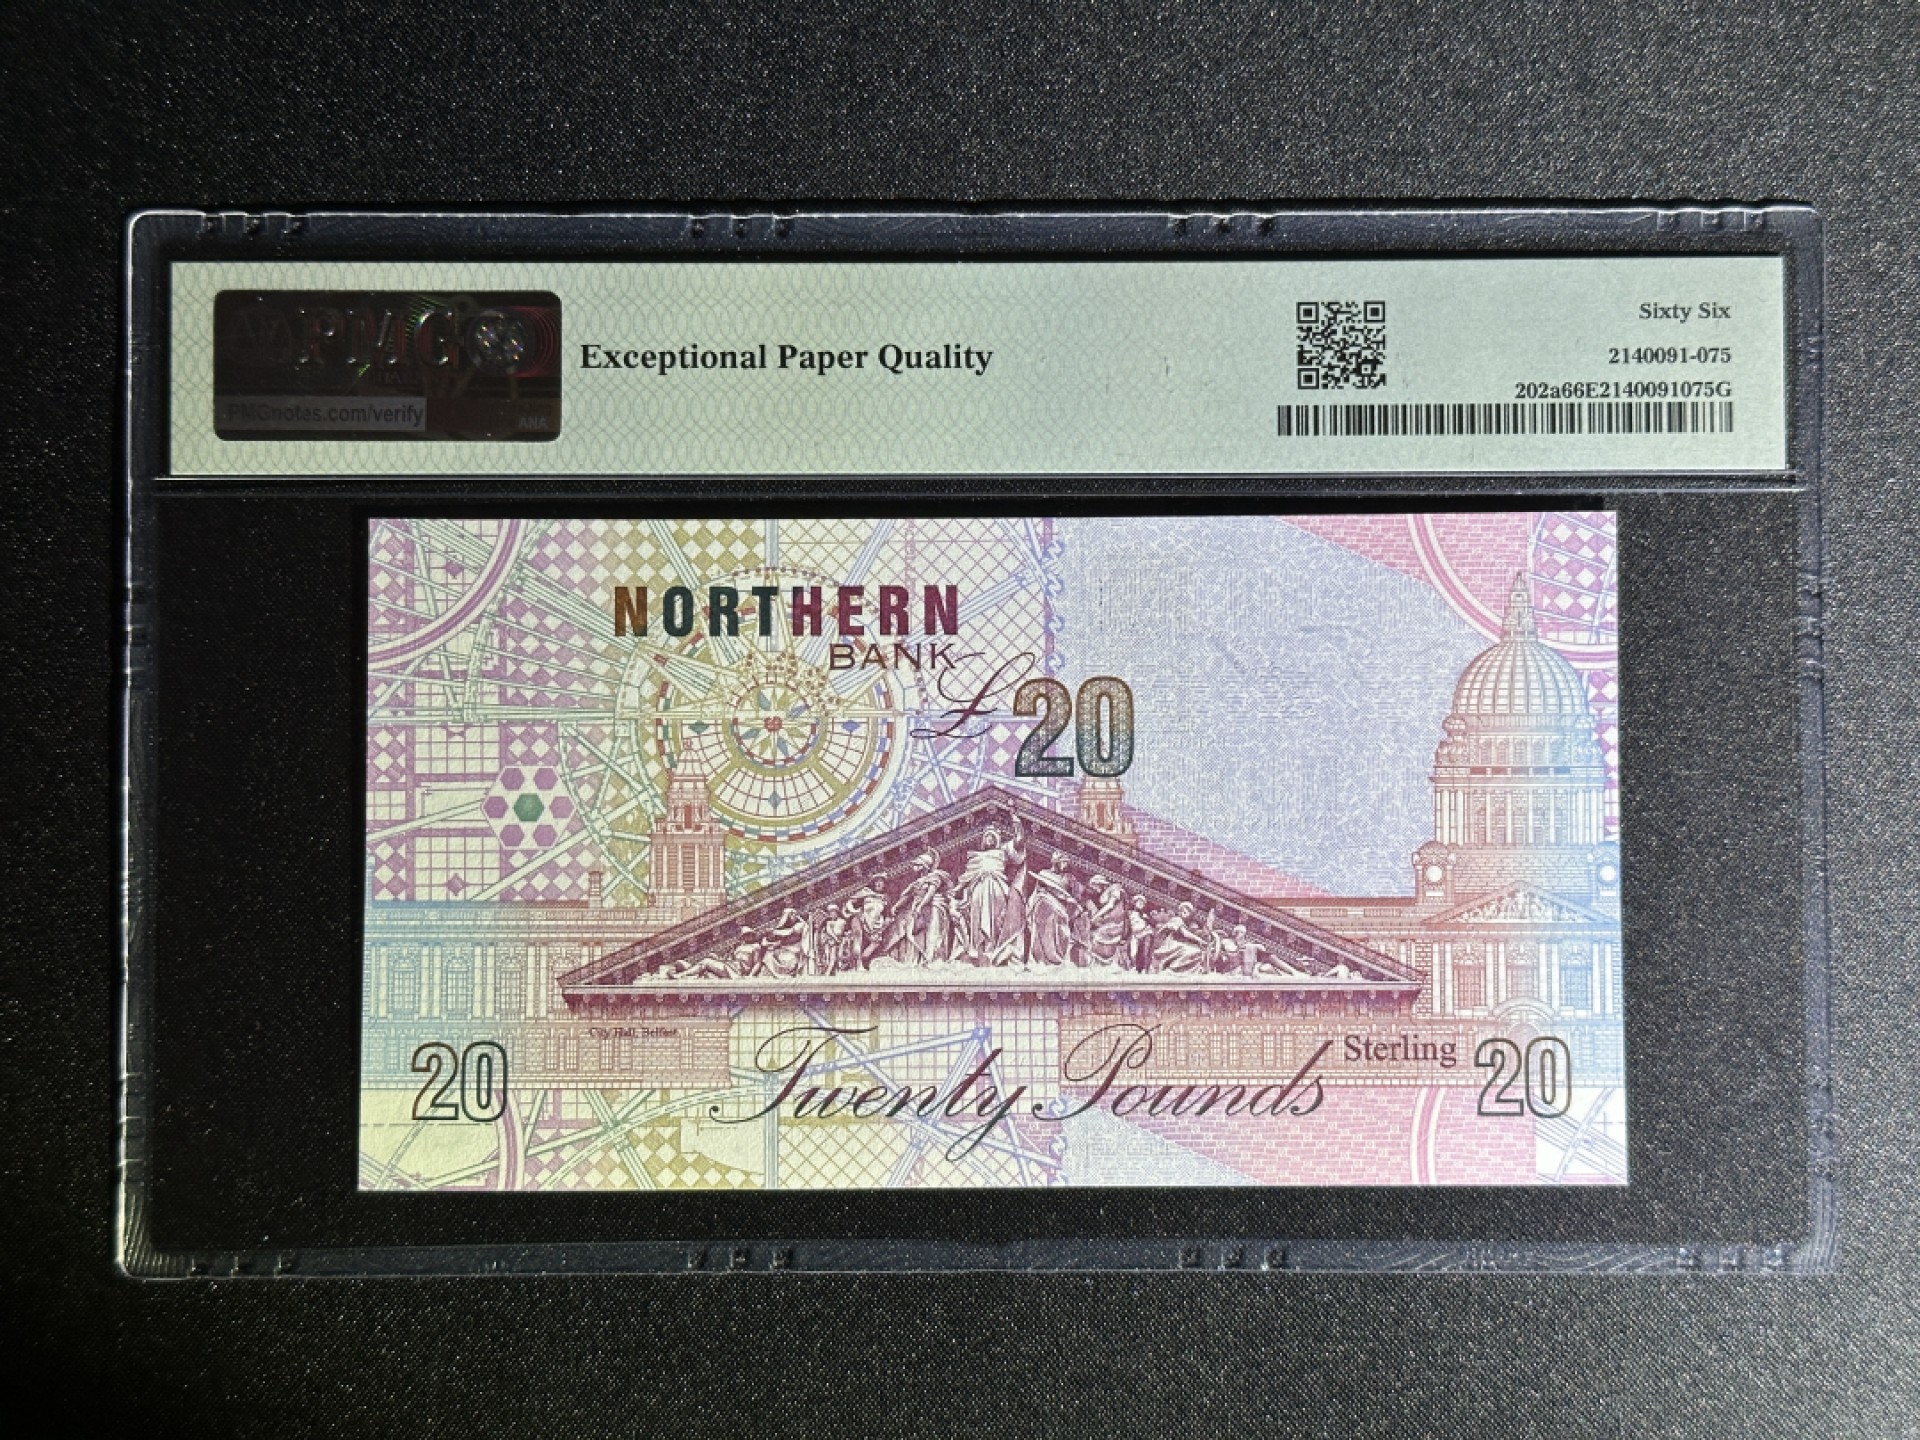 PMG
PMGnotes.com/verify
ANA
Exceptional Paper Quality
Sixty Six
2140091-075
202a66E2140091075G
NORTHERN
BANK
£20
City Hall, Belfast
20
Twenty Pounds
Sterling
20